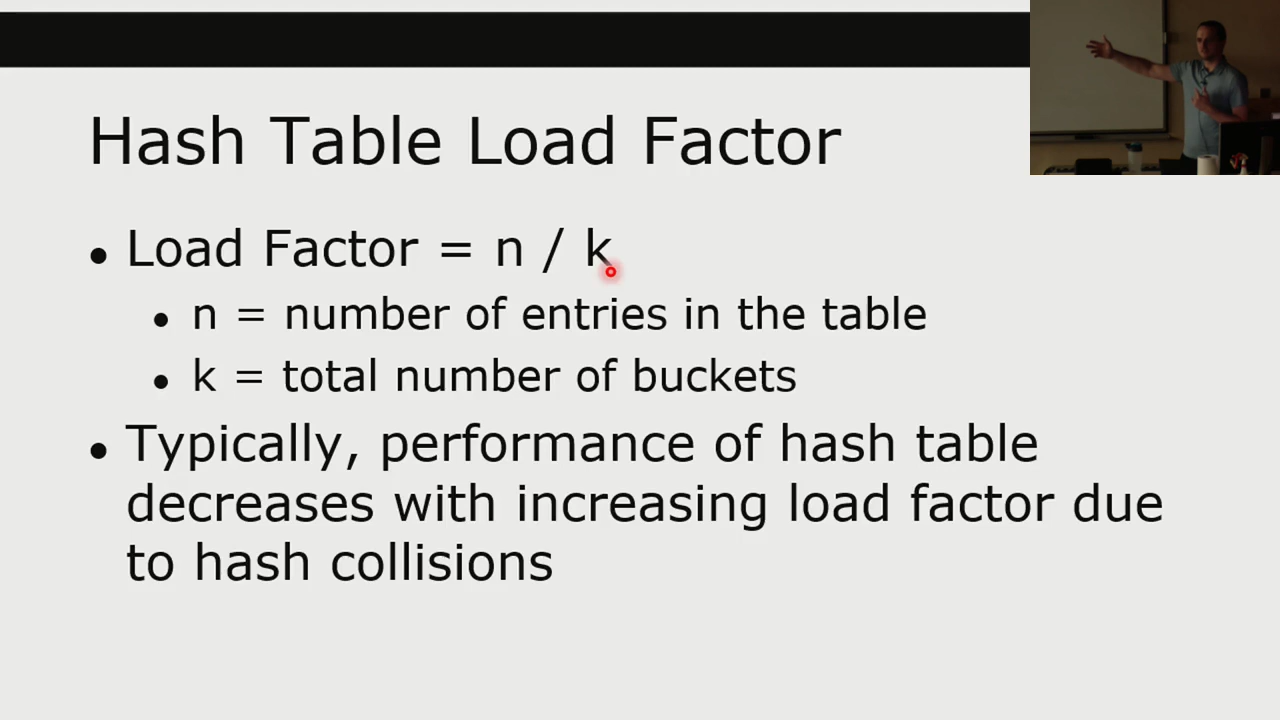 Hash Table Load Factor
• Load Factor = n / k
• n = number of entries in the table
• k = total number of buckets
• Typically, performance of hash table
decreases with increasing load factor due
to hash collisions